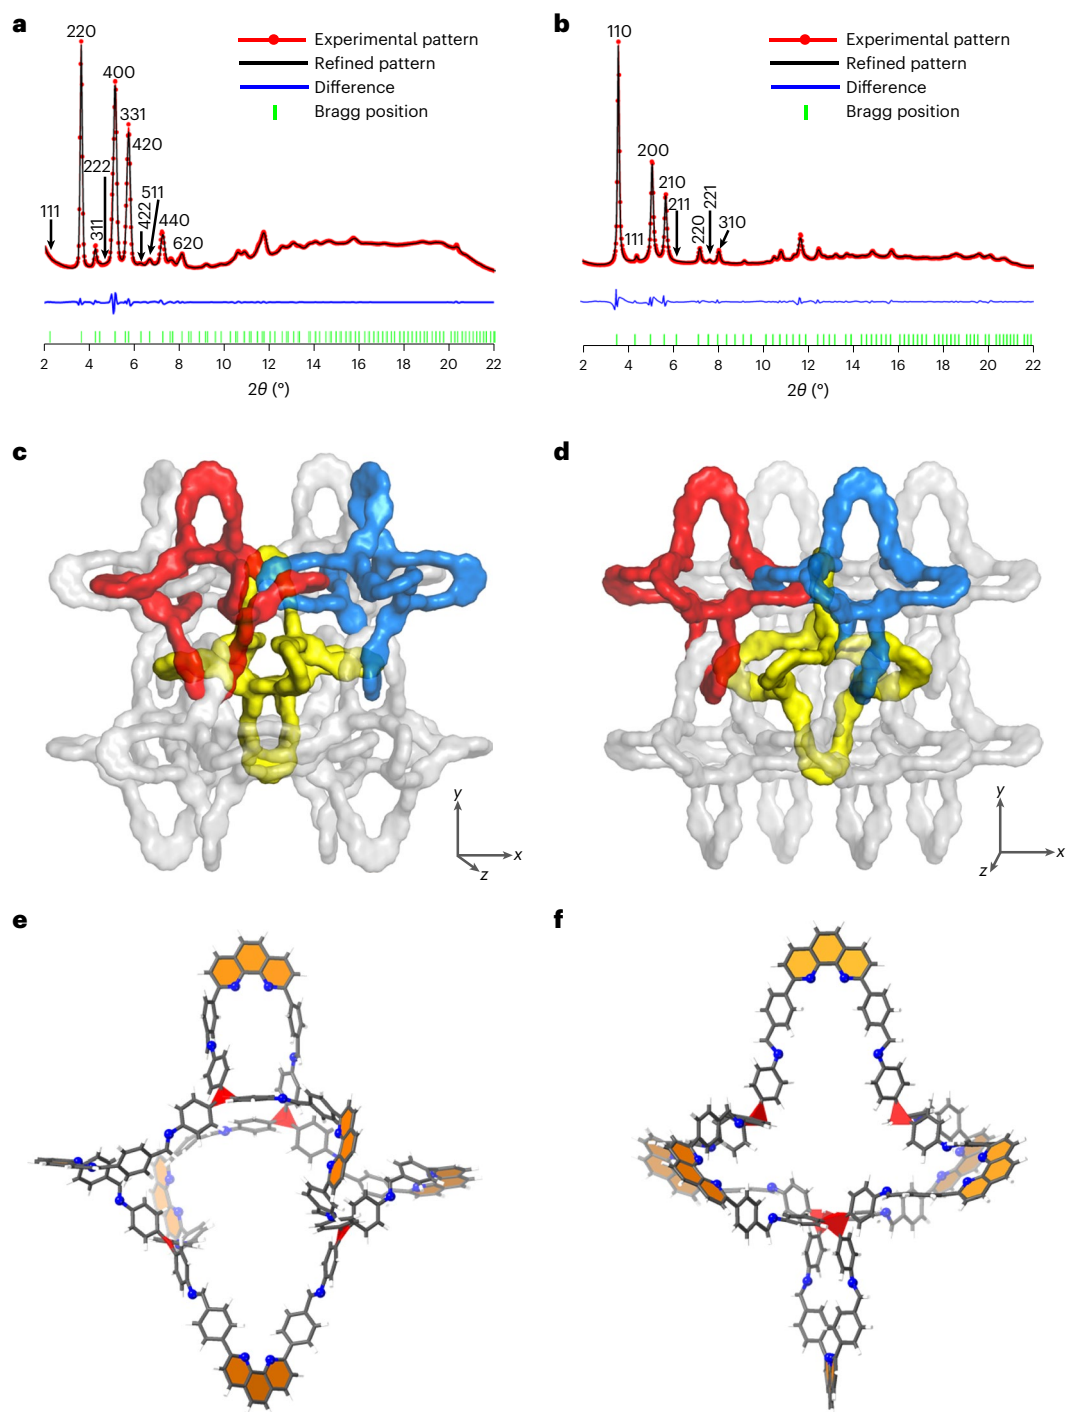 a
220
400
331
420
222
111
311
422
511
440
620
Experimental pattern
Refined pattern
Difference
Bragg position
2 4 6 8 10 12 14 16 18 20 22
2θ (°)
b
110
200
210
211
111
220
221
310
Experimental pattern
Refined pattern
Difference
Bragg position
2 4 6 8 10 12 14 16 18 20 22
2θ (°)
c
y
x
z
d
y
x
z
e
f